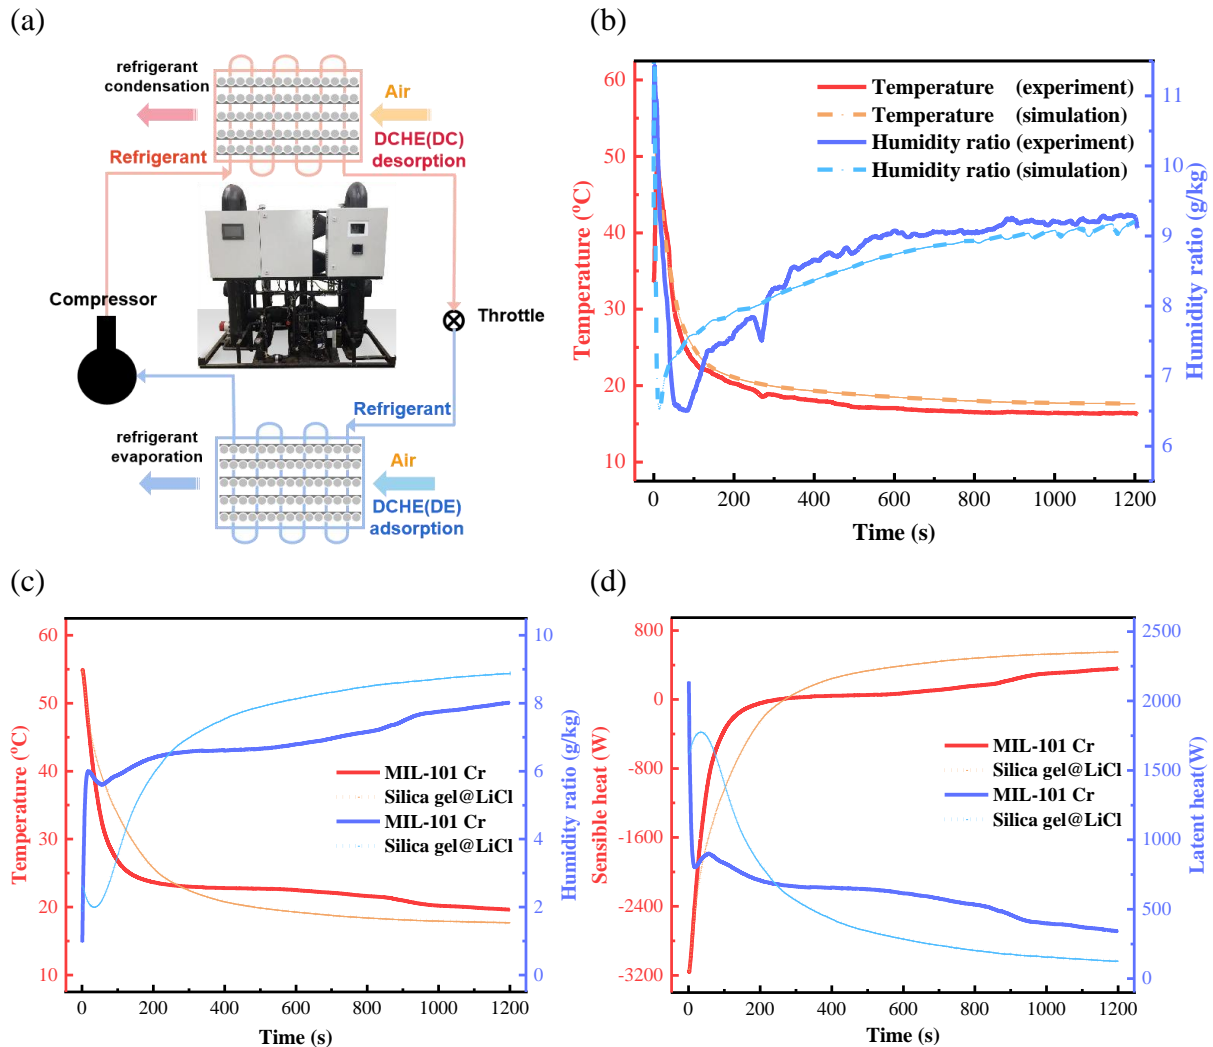 (a)
refrigerant
condensation
Air
DCHE(DC)
desorption
Refrigerant
Compressor
Throttle
Refrigerant
refrigerant
evaporation
Air
DCHE(DE)
adsorption
(b)
Temperature (experiment)
Temperature (simulation)
Humidity ratio (experiment)
Humidity ratio (simulation)
60
50
40
30
20
10
Temperature (°C)
11
10
9
8
7
6
Humidity ratio (g/kg)
0 200 400 600 800 1000 1200
Time (s)
(c)
60
50
40
30
20
10
Temperature (°C)
10
8
6
4
2
0
Humidity ratio (g/kg)
MIL-101 Cr
Silica gel@LiCl
MIL-101 Cr
Silica gel@LiCl
0 200 400 600 800 1000 1200
Time (s)
(d)
800
0
-800
-1600
-2400
-3200
Sensible heat (W)
2500
2000
1500
1000
500
0
Latent heat(W)
MIL-101 Cr
Silica gel@LiCl
MIL-101 Cr
Silica gel@LiCl
0 200 400 600 800 1000 1200
Time (s)